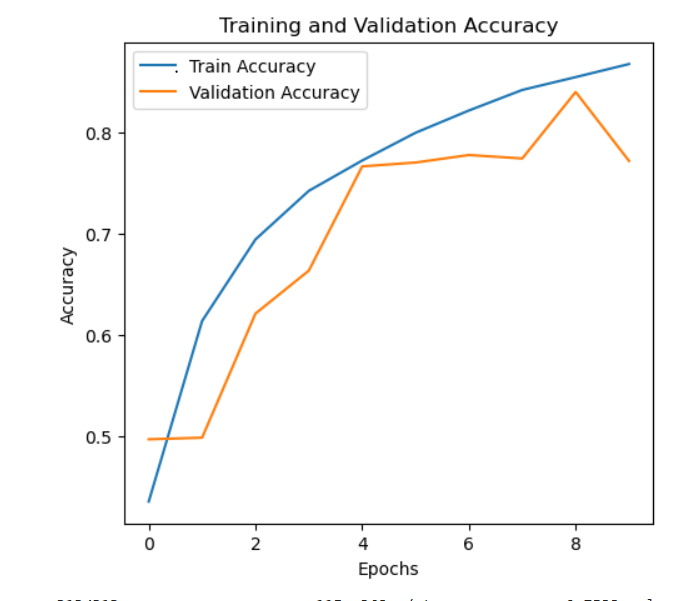 Training and Validation Accuracy
Train Accuracy
Validation Accuracy
0.8
0.7
0.6
0.5
Accuracy
0 2 4 6 8
Epochs